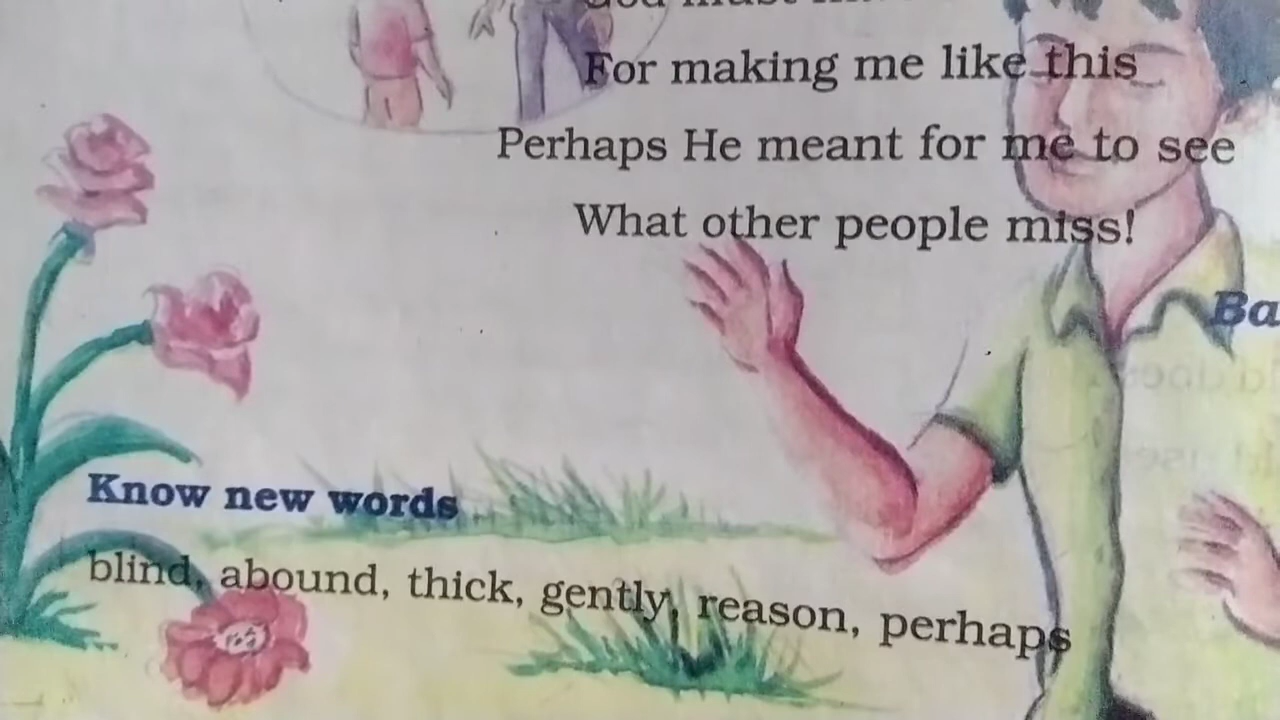 For making me like this
Perhaps He meant for me to see
What other people miss!
Ba
Know new words
blind, abound, thick, gently, reason, perhaps